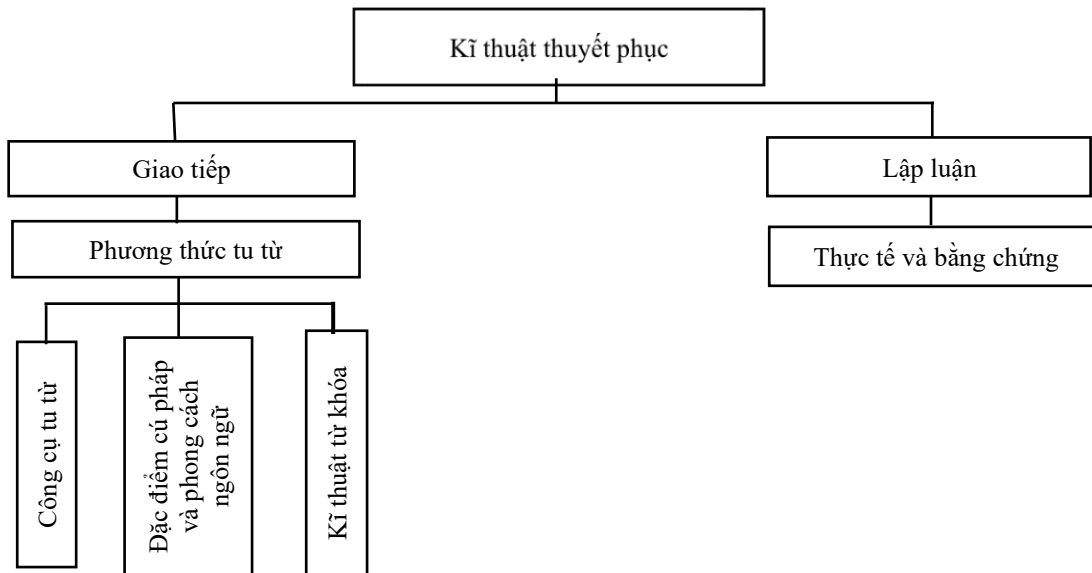 Kĩ thuật thuyết phục
Giao tiếp
Lập luận
Phương thức tu từ
Thực tế và bằng chứng
Công cụ tu từ
Đặc điểm cú pháp
và phong cách
ngôn ngữ
Kĩ thuật từ khóa